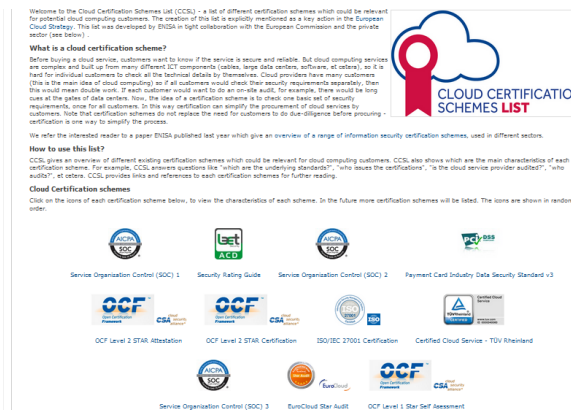 Welcome to the Cloud Certification Schemes List (CCSL) - a list of different certification schemes which could be relevant
for potential cloud computing customers. The creation of this list is explicitly mentioned as a key action in the European
Cloud Strategy. This list was developed by ENISA in tight collaboration with the European Commission and the private
sector (see below) .
What is a cloud certification scheme?
Before buying a cloud service, customers want to know if the service is secure and reliable. But cloud computing services
are complex and built up from many different ICT components (cables, large data centers, software, et cetera), so it is
hard for individual customers to check all the technical details by themselves. Cloud providers have many customers
(this is the main idea of cloud computing) so if all customers would check their security requirements separately, then
this would mean double work. If each customer would want to do an on-site audit, for example, there would be long
cues at the gates of data centers. Now, the idea of a certification scheme is to check one basic set of security
requirements, once for all customers. In this way certification can simplify the procurement of cloud services by
customers. Note that certification schemes do not replace the need for customers to do due-dilligence before procuring -
certification is one way to simplify the process.
CLOUD CERTIFICATIO
SCHEMES LIST
We refer the interested reader to a paper ENISA published last year which give an overview of a range of information security certification schemes, used in different sectors.
How to use this list?
CCSL gives an overview of different existing certification schemes which could be relevant for cloud computing customers. CCSL also shows which are the main characteristics of each
certification scheme. For example, CCSL answers questions like "which are the underlying standards?", "who issues the certifications", "is the cloud service provider audited?", "who
audits?", et cetera. CCSL provides links and references to each certification schemes for further reading.
Cloud Certification schemes
Click on the icons of each certification scheme below, to view the characteristics of each scheme. In the future more certification schemes will be listed. The icons are shown in random
order.
AICPA
SOC
leet
ACD
AICPA
SOC
PCI DSS
Service Organization Control (SOC) 1
Security Rating Guide
Service Organization Control (SOC) 2
Payment Card Industry Data Security Standard v3
OCF
Open Certification
Framework
CSA cloud security alliance
OCF
Open Certification
Framework
CSA cloud security alliance
27001
ISO
TÜVRheinland
CERTIFIED
Certified Cloud
Service
OCF Level 2 STAR Attestation
OCF Level 2 STAR Certification
ISO/IEC 27001 Certification
Certified Cloud Service - TÜV Rheinland
AICPA
SOC
EuroCloud
OCF
Open Certification
Framework
CSA cloud security alliance
Service Organization Control (SOC) 3
EuroCloud Star Audit
OCF Level 1 Star Self Asessment